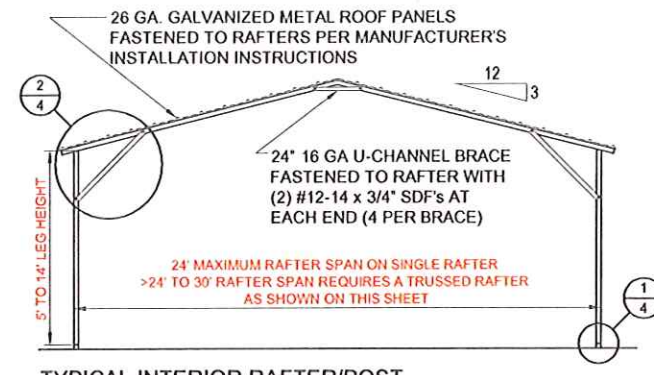 26 GA. GALVANIZED METAL ROOF PANELS
FASTENED TO RAFTERS PER MANUFACTURER'S
INSTALLATION INSTRUCTIONS
12
3
2
4
24" 16 GA U-CHANNEL BRACE
FASTENED TO RAFTER WITH
(2) #12-14 x 3/4" SDF's AT
EACH END (4 PER BRACE)
5' TO 14' LEG HEIGHT
24' MAXIMUM RAFTER SPAN ON SINGLE RAFTER
>24' TO 30' RAFTER SPAN REQUIRES A TRUSSED RAFTER
AS SHOWN ON THIS SHEET
1
4
TYPICAL INTERIOR RAFTER/POST